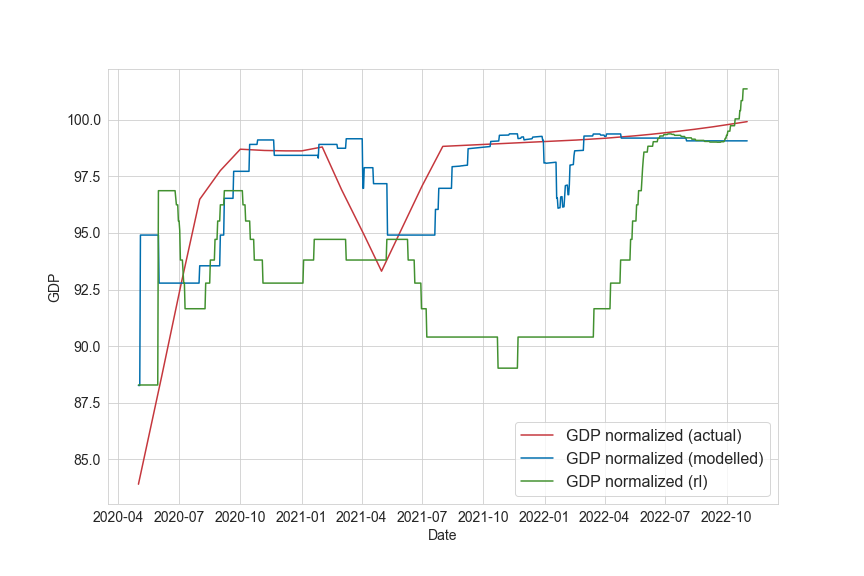 GDP
100.0
97.5
95.0
92.5
90.0
87.5
85.0
GDP normalized (actual)
GDP normalized (modelled)
GDP normalized (rl)
2020-04 2020-07 2020-10 2021-01 2021-04 2021-07 2021-10 2022-01 2022-04 2022-07 2022-10
Date